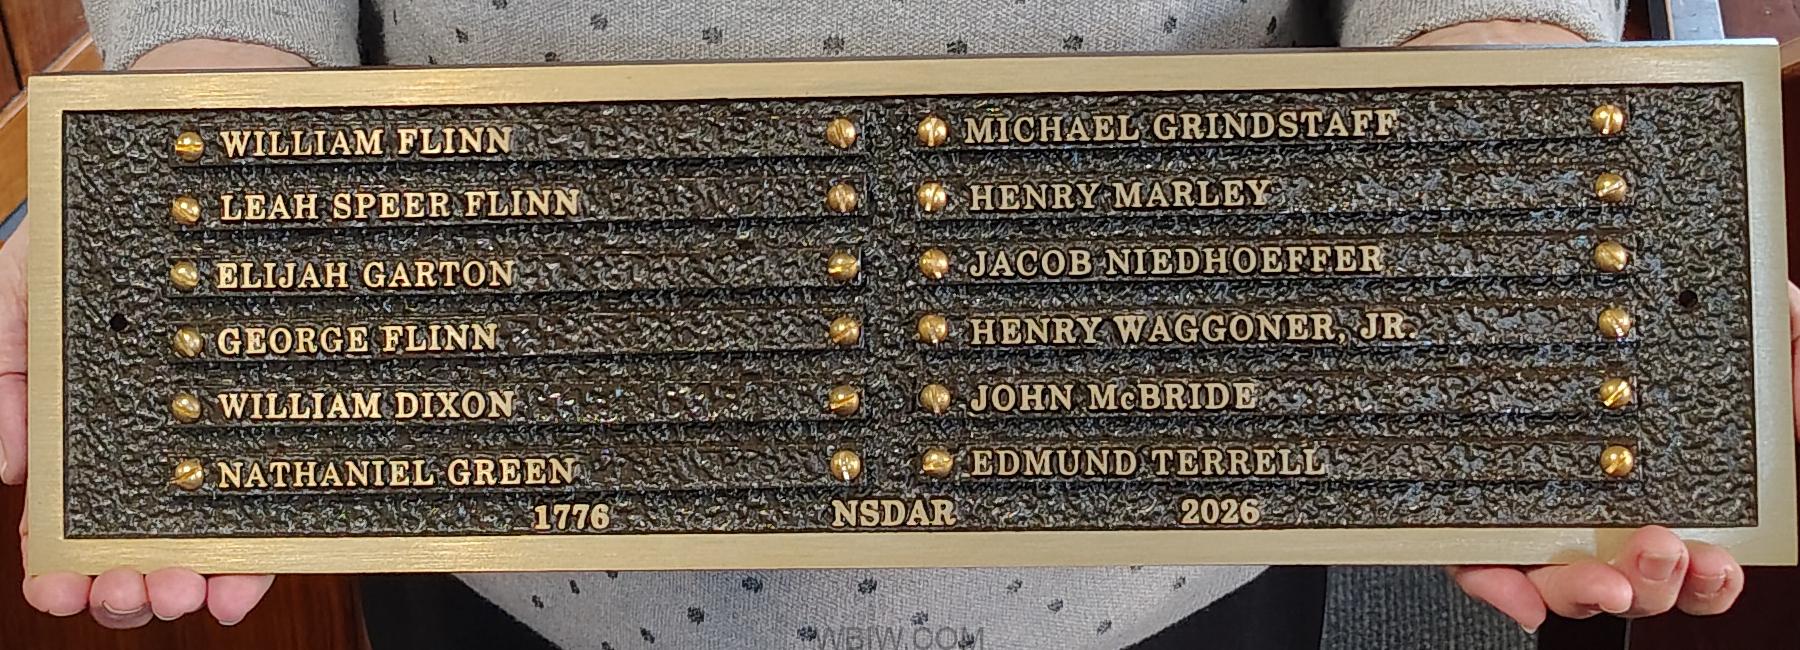 WILLIAM FLINN
LEAH SPEER FLINN
ELIJAH GARTON
GEORGE FLINN
WILLIAM DIXON
NATHANIEL GREEN
MICHAEL GRINDSTAFF
HENRY MARLEY
JACOB NIEDHOEFFER
HENRY WAGGONER, JR.
JOHN McBRIDE
EDMUND TERRELL
1776 NSDAR 2026
WBIW.COM